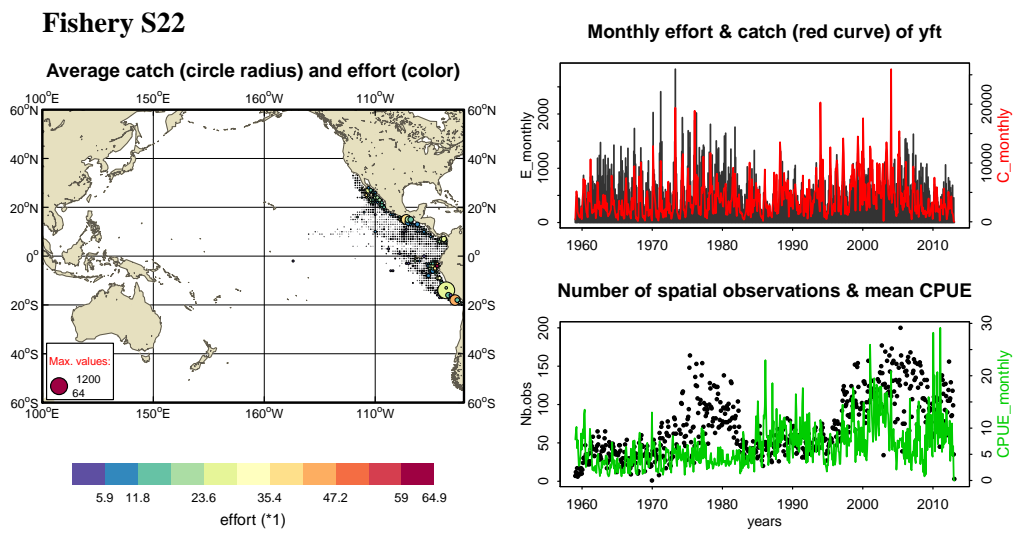 Fishery S22
Average catch (circle radius) and effort (color)
100°E 150°E 160°W 110°W
60°N 60°N
40°N 40°N
20°N 20°N
0° 0°
20°S 20°S
40°S 40°S
60°S 60°S
100°E 150°E 160°W 110°W
Max. values:
1200
64
5.9 11.8 23.6 35.4 47.2 59 64.9
effort (*1)
Monthly effort & catch (red curve) of yft
E_monthly
0 5000 10000 20000
C_monthly
0 10000 20000
1960 1970 1980 1990 2000 2010
Number of spatial observations & mean CPUE
Nb.obs
0 50 100 150 200
CPUE_monthly
0 5 10 20 30
1960 1970 1980 1990 2000 2010
years